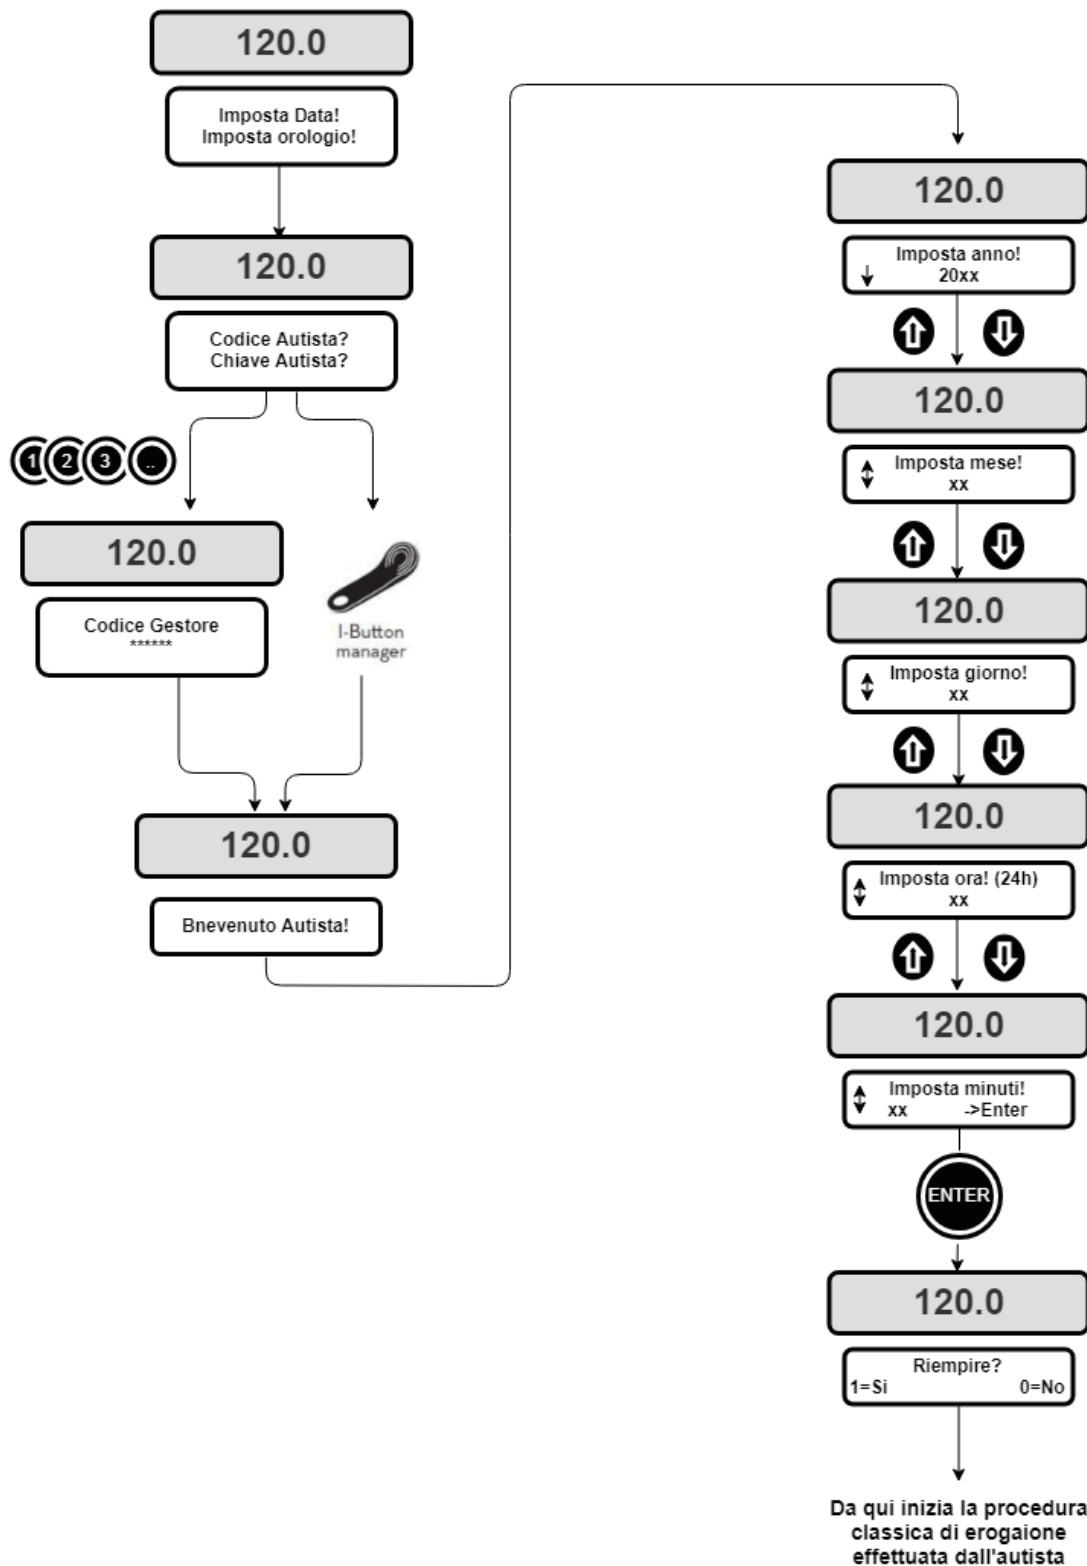 120.0
Imposta Data!
Imposta orologio!
120.0
Codice Autista?
Chiave Autista?
1 2 3 ..
120.0
Codice Gestore
******
I-Button
manager
120.0
Bnevenuto Autista!
120.0
Imposta anno!
20xx
120.0
Imposta mese!
xx
120.0
Imposta giorno!
xx
120.0
Imposta ora! (24h)
xx
120.0
Imposta minuti!
xx ->Enter
ENTER
120.0
Riempire?
1=Si 0=No
Da qui inizia la procedura
classica di erogaione
effettuata dall'autista